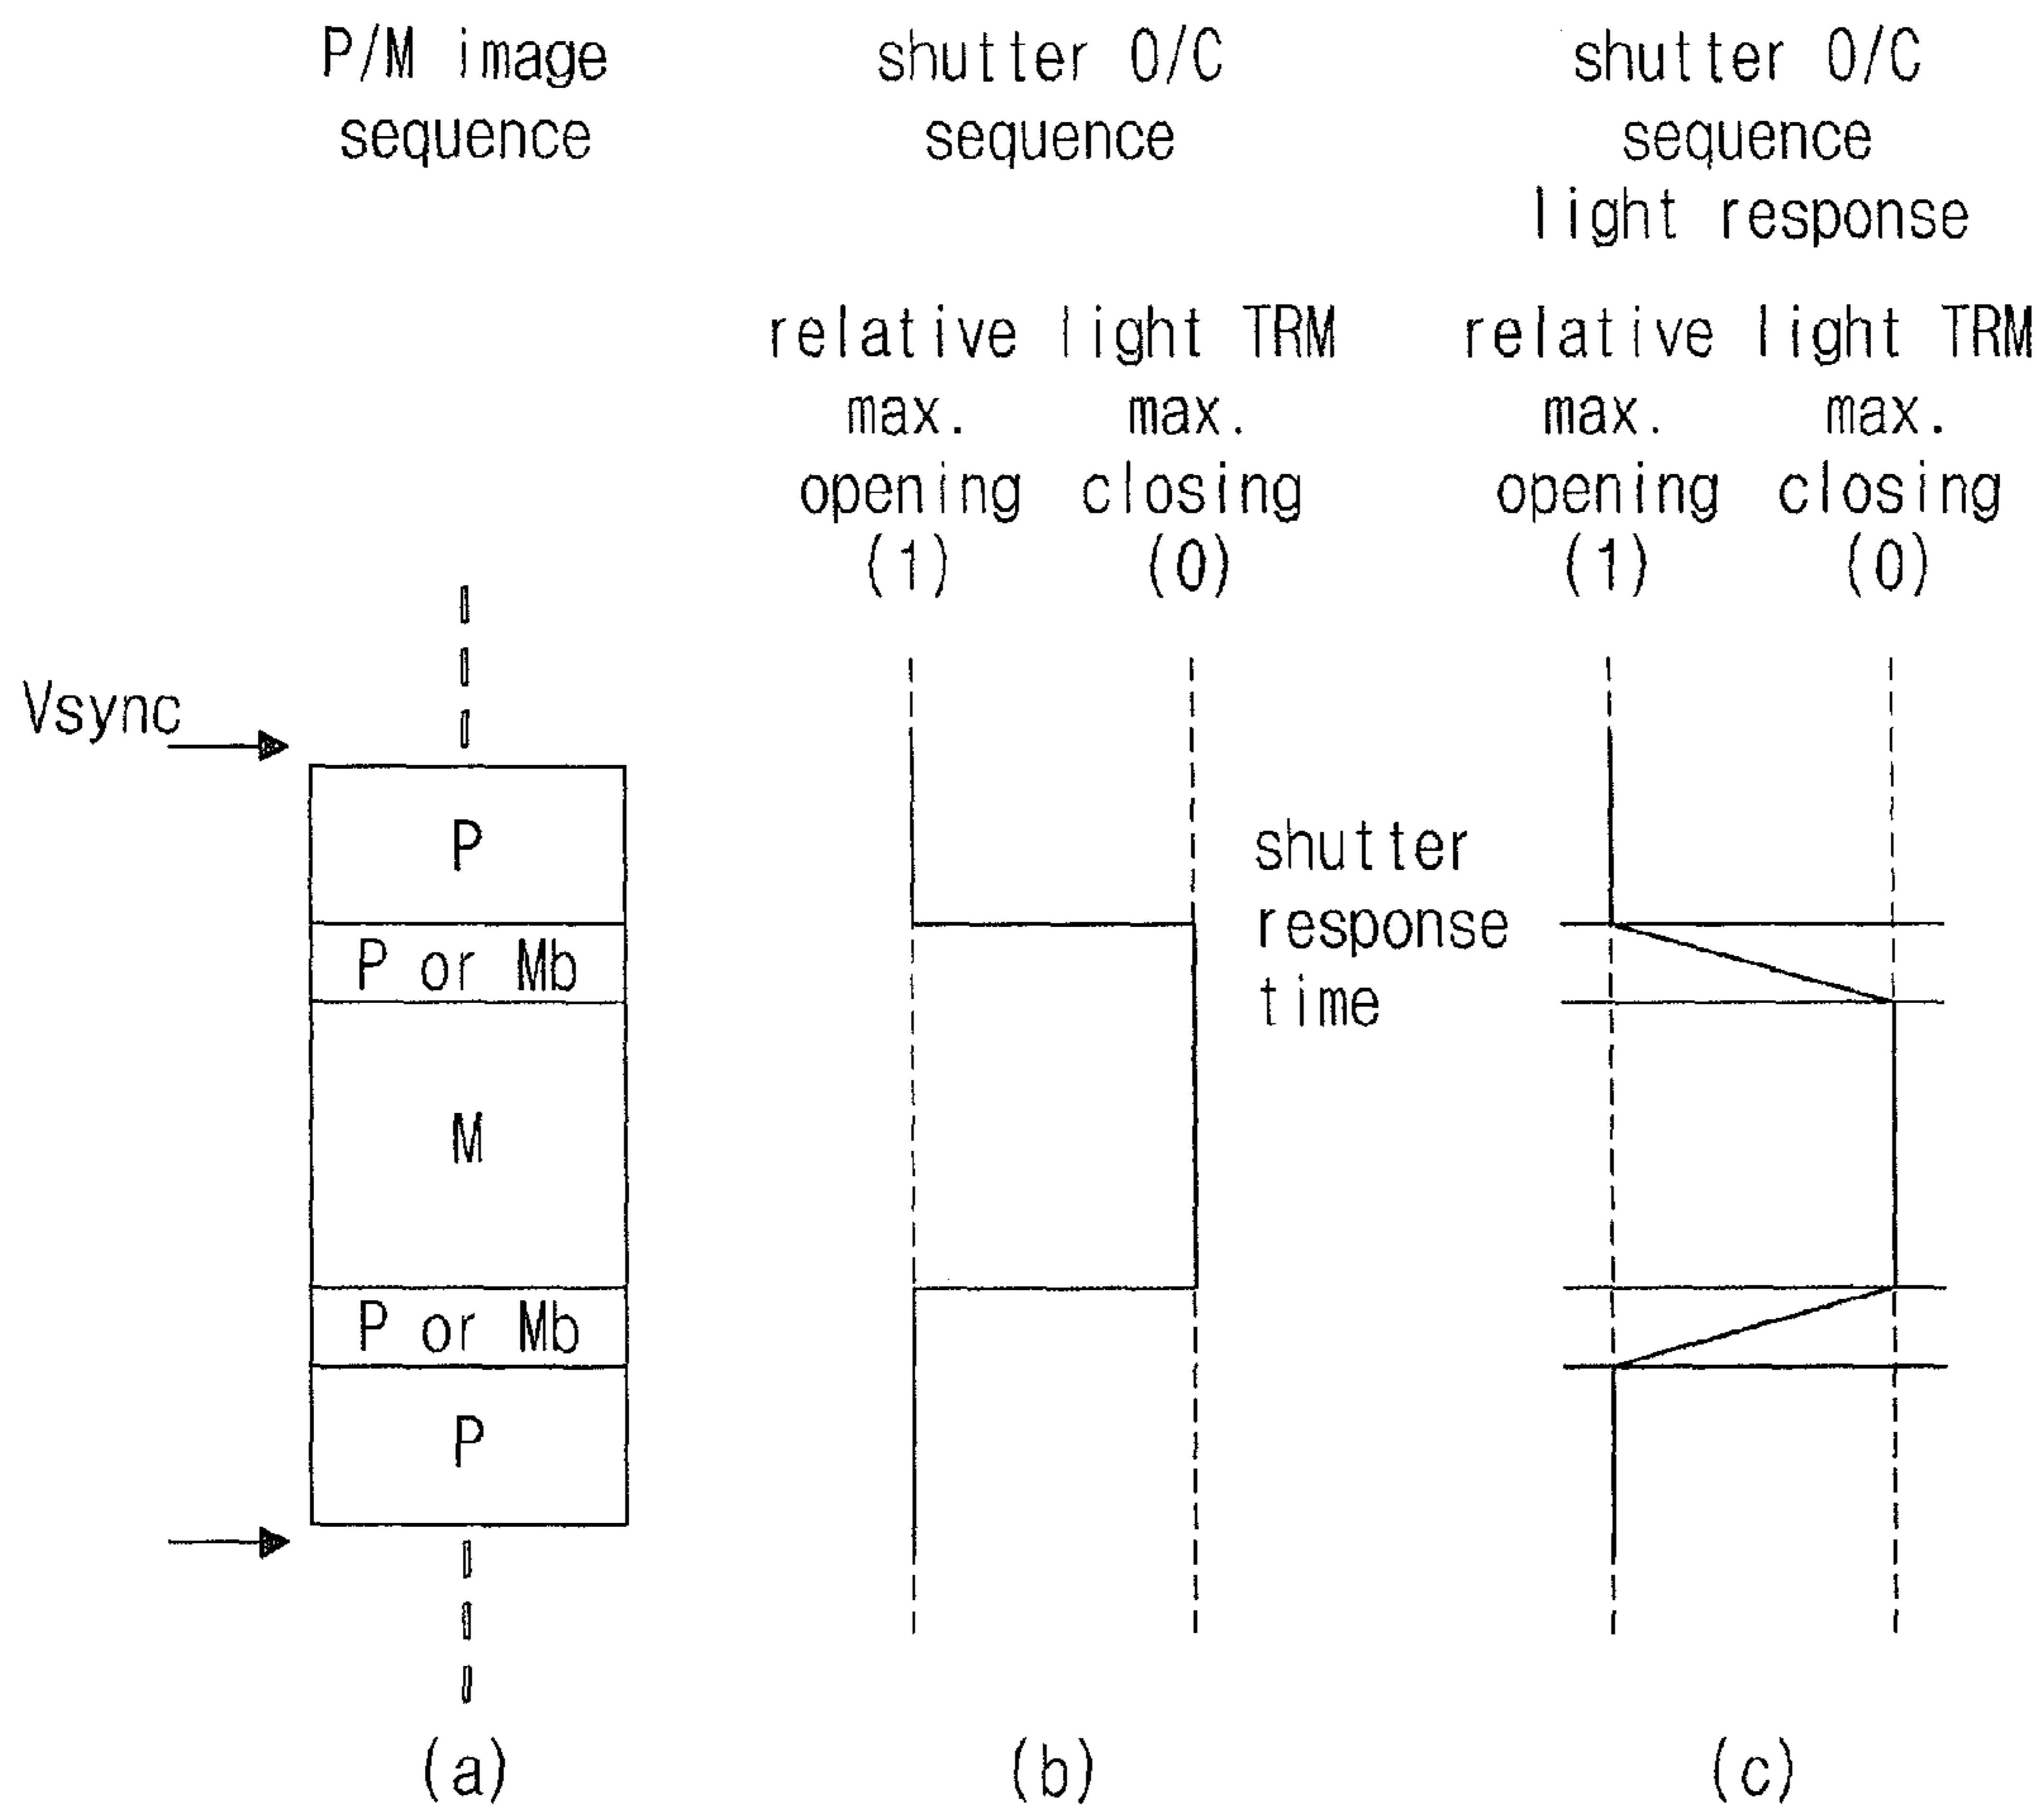 P/M image
sequence
shutter O/C
sequence
shutter O/C
sequence
light response
relative light TRM
max. max.
opening closing
(1) (0)
relative light TRM
max. max.
opening closing
(1) (0)
Vsync
P
P or Mb
M
P or Mb
P
shutter
response
time
(a)
(b)
(c)